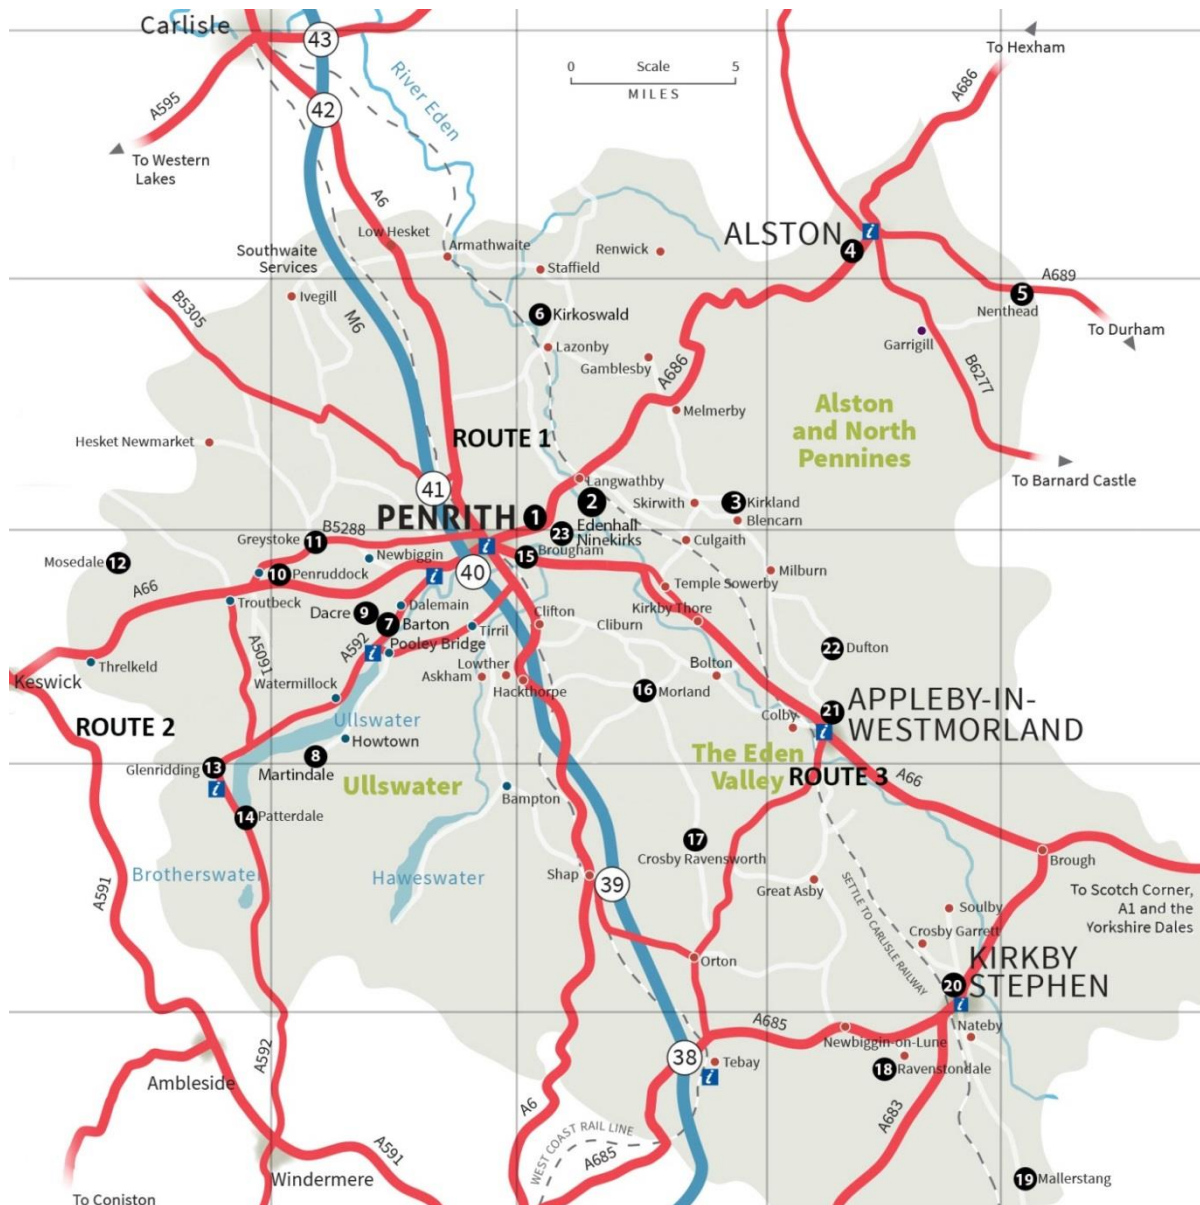 Carlisle
43
42
River Eden
0 Scale 5
MILES
To Hexham
A686
A595
To Western
Lakes
A6
Low Hesket
Armathwaite
Southwaite
Services
Staffield
Renwick
ALSTON
4
i
A689
5
Nenthead
To Durham
Ivegill
B5305
M6
6 Kirkoswald
Lazonby
Gamblesby
A686
Garrigill
B6277
Melmerby
Alston
and North
Pennines
Hesket Newmarket
ROUTE 1
41
Langwathby
To Barnard Castle
PENRITH 1
2
Edenhall
Skirwith
3 Kirkland
Blencarn
23
Ninekirks
Culgaith
B5288
Greystoke 11
i
15 Brougham
Mosedale 12
Newbiggin
10 Penruddock
i
40
Milburn
A66
Troutbeck
Temple Sowerby
Dacre 9
Dalemain
7 Barton
Kirkby Thore
Clifton
Cliburn
Tirril
A5091
A592
i
Pooley Bridge
22 Dufton
Threlkeld
Keswick
Watermillock
Lowther
Askham
Hackthorpe
Bolton
16 Morland
21 APPLEBY-IN-
WESTMORLAND
Colby
i
ROUTE 2
Ullswater
Howtown
Glenridding 13
i
8
Martindale
Ullswater
The Eden
Valley
ROUTE 3
A66
Bampton
14 Patterdale
17
Crosby Ravensworth
Brough
Brotherswater
Haweswater
Shap
39
Great Asby
SETTLE TO CARLISLE RAILWAY
A591
To Scotch Corner,
A1 and the
Yorkshire Dales
Soulby
Crosby Garrett
Orton
KIRKBY
20 STEPHEN
i
A685
Nateby
Newbiggin-on-Lune
A592
38
Tebay
i
18 Ravenstondale
Ambleside
A6
WEST COAST RAIL LINE
A685
A683
A591
Windermere
19 Mallerstang
To Coniston